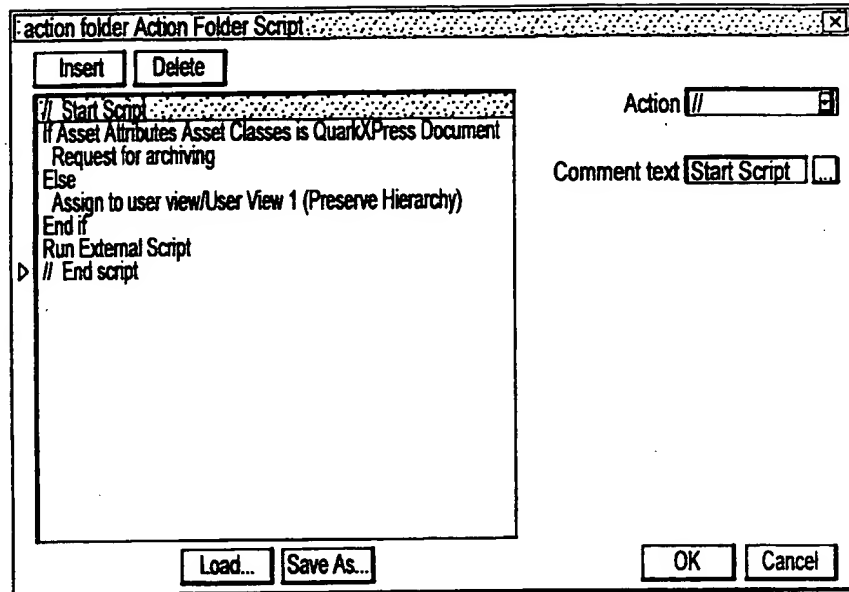 action folder Action Folder Script
Insert Delete
// Start Script
If Asset Attributes Asset Classes is QuarkXPress Document
Request for archiving
Else
Assign to user view/User View 1 (Preserve Hierarchy)
End if
Run External Script
// End script
Action //
Comment text Start Script ...
Load... Save As...
OK Cancel